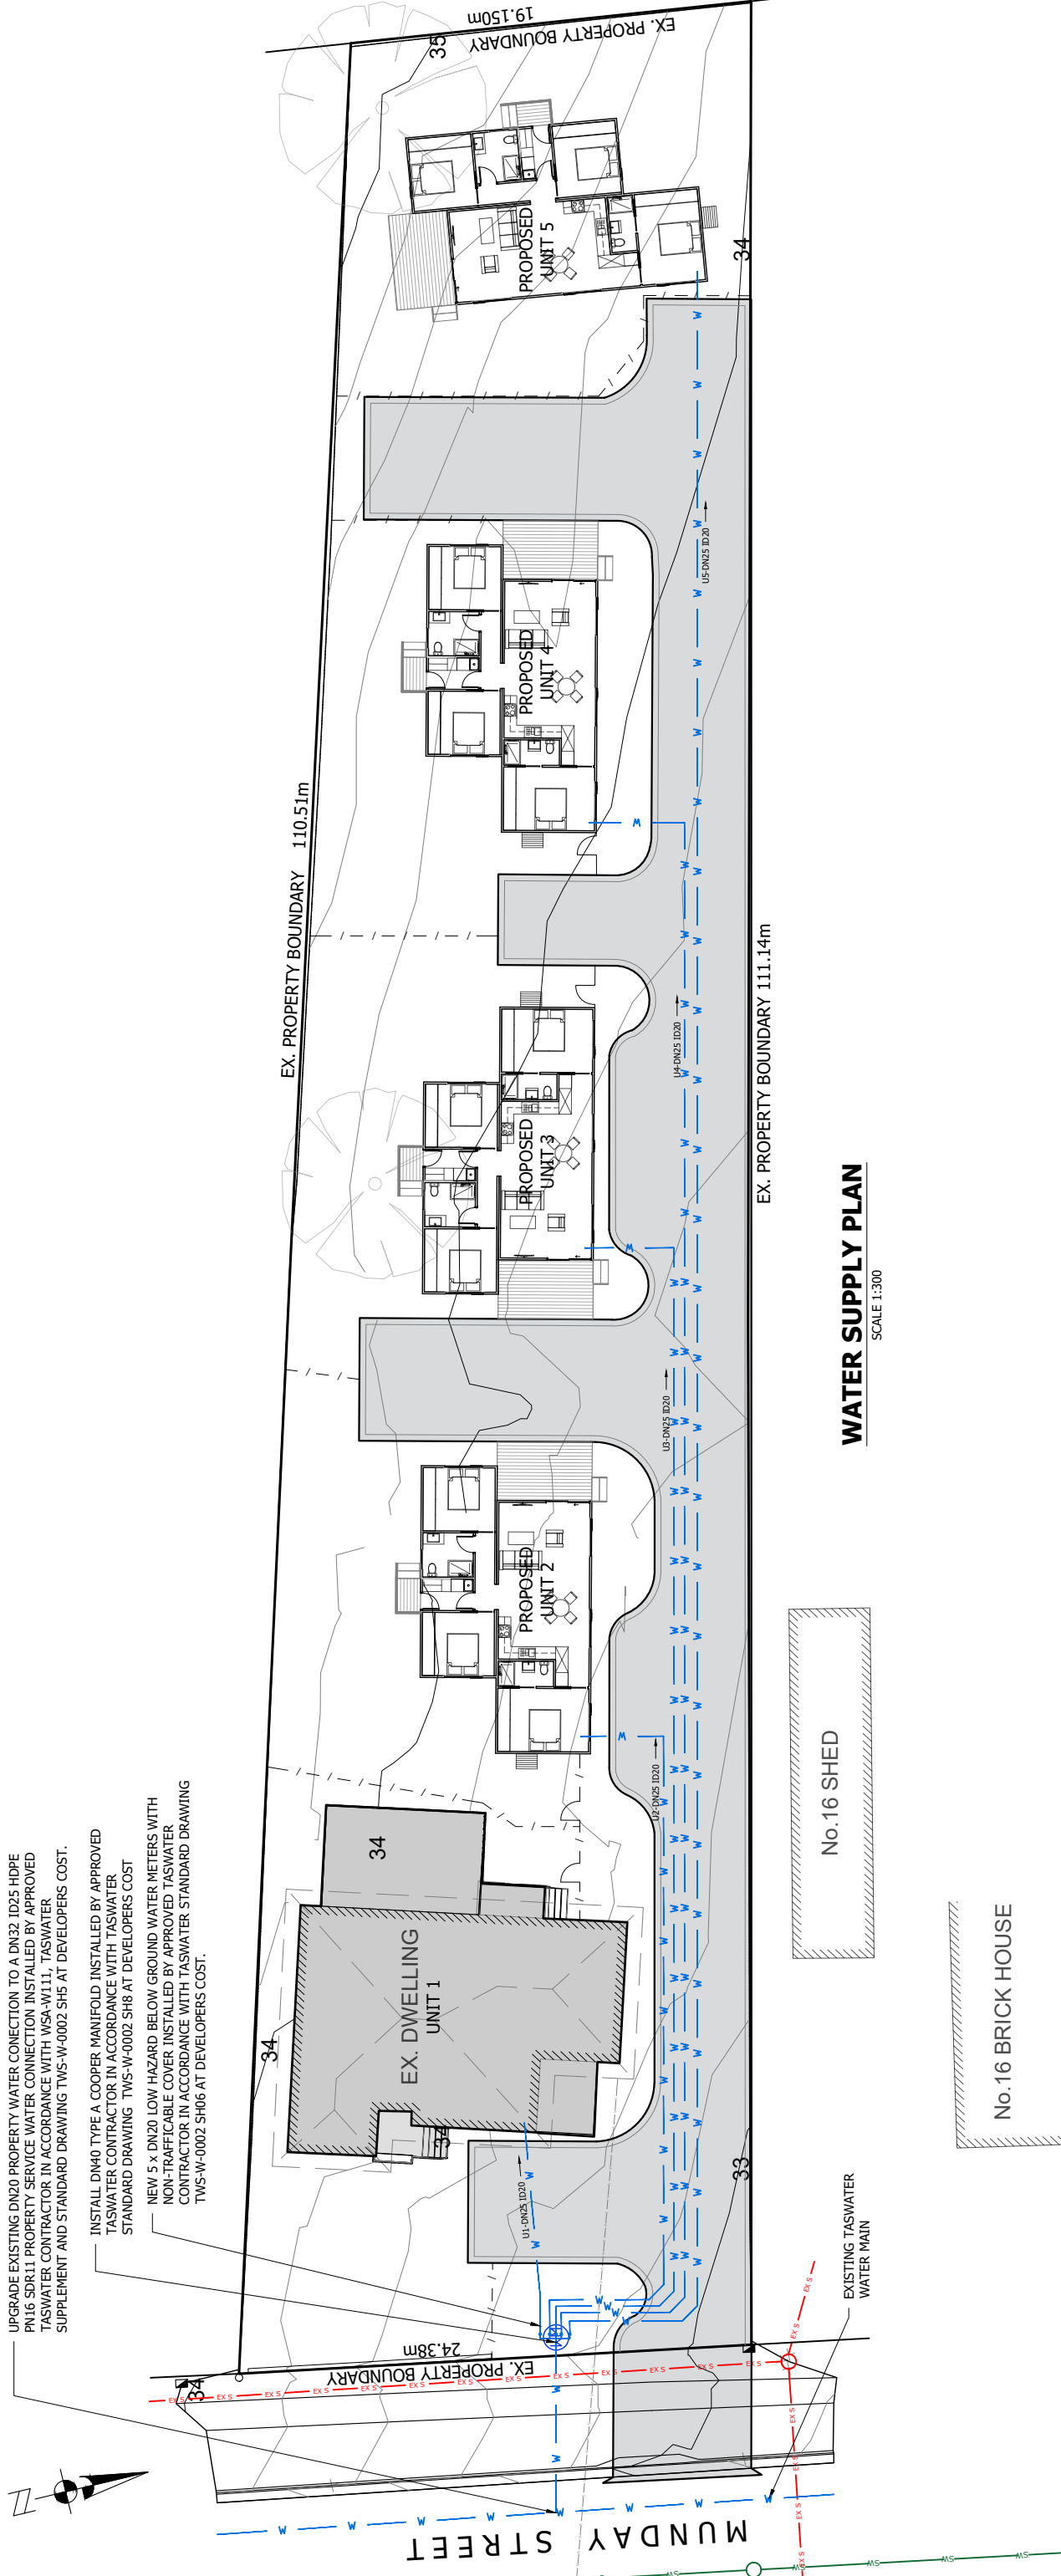 UPGRADE EXISTING DN20 PROPERTY WATER CONECTION TO A DN32 ID25 HDPE
PN16 SDR11 PROPERTY SERVICE WATER CONNECTION INSTALLED BY APPROVED
TASWATER CONTRACTOR IN ACCORDANCE WITH WSA-W111, TASWATER
SUPPLEMENT AND STANDARD DRAWING TWS-W-0002 SH5 AT DEVELOPERS COST.
INSTALL DN40 TYPE A COOPER MANIFOLD INSTALLED BY APPROVED
TASWATER CONTRACTOR IN ACCORDANCE WITH TASWATER
STANDARD DRAWING TWS-W-0002 SH8 AT DEVELOPERS COST
NEW 5 x DN20 LOW HAZARD BELOW GROUND WATER METERS WITH
NON-TRAFFICABLE COVER INSTALLED BY APPROVED TASWATER
CONTRACTOR IN ACCORDANCE WITH TASWATER STANDARD DRAWING
TWS-W-0002 SH06 AT DEVELOPERS COST.
EX. PROPERTY BOUNDARY 110.51m
EX. PROPERTY BOUNDARY
19.150m
35
34
34
34
34
34
33
EX. PROPERTY BOUNDARY
24.38m
EX. DWELLING
UNIT 1
PROPOSED
UNIT 2
PROPOSED
UNIT 3
PROPOSED
UNIT 4
PROPOSED
UNIT 5
U1-DN25 ID20
U2-DN25 ID20
U3-DN25 ID20
U4-DN25 ID20
U5-DN25 ID20
EX. PROPERTY BOUNDARY 111.14m
WATER SUPPLY PLAN
SCALE 1:300
No.16 SHED
No.16 BRICK HOUSE
EXISTING TASWATER
WATER MAIN
MUNDAY STREET
N
W
EX S
SW